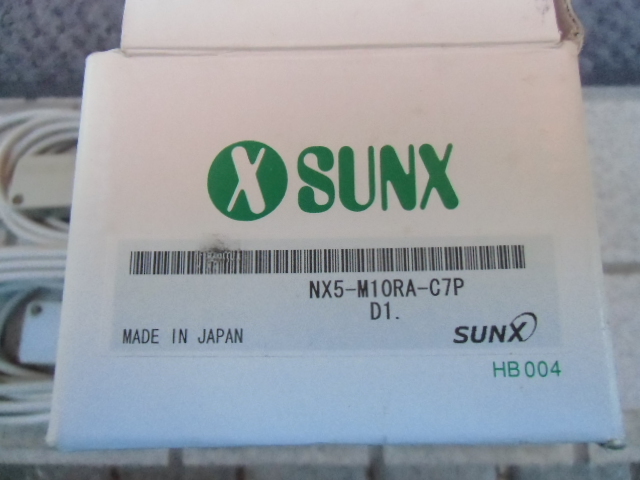 X SUNX
NX5-M10RA-C7P
D1.
MADE IN JAPAN
SUNX
HB004